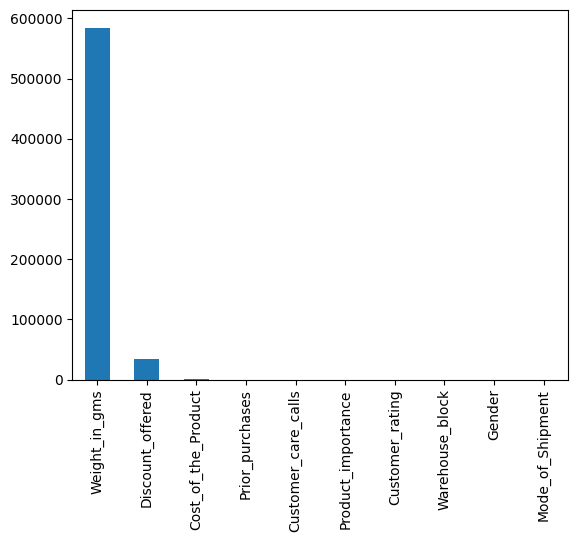 600000
500000
400000
300000
200000
100000
0
Weight_in_gms
Discount_offered
Cost_of_the_Product
Prior_purchases
Customer_care_calls
Product_importance
Customer_rating
Warehouse_block
Gender
Mode_of_Shipment